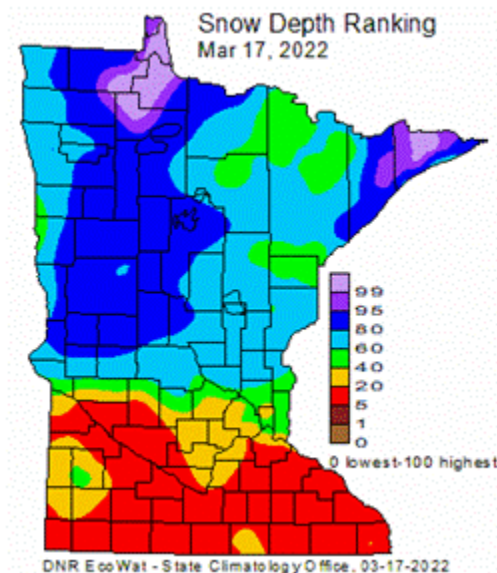 Snow Depth Ranking
Mar 17, 2022
99
95
80
60
40
20
5
1
0
0 lowest-100 highest
DNR EcoWat - State Climatology Office, 03-17-2022